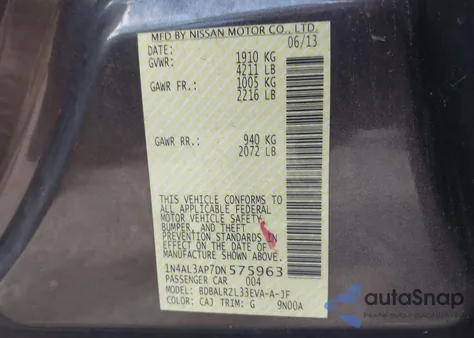 MFD BY NISSAN MOTOR CO., LTD.
DATE: 06/13
GVWR: 1910 KG
4211 LB
GAWR FR.: 1005 KG
2216 LB
GAWR RR.: 940 KG
2072 LB
THIS VEHICLE CONFORMS TO
ALL APPLICABLE FEDERAL
MOTOR VEHICLE SAFETY,
BUMPER, AND THEFT
PREVENTION STANDARDS IN
EFFECT ON THE DATE OF
MANUFACTURE SHOWN ABOVE.
1N4AL3AP7DN575963
PASSENGER CAR 004
MODEL: BDBALRZL33EVA-A-JF
COLOR: CAJ TRIM: G 9N00A
autoSnap